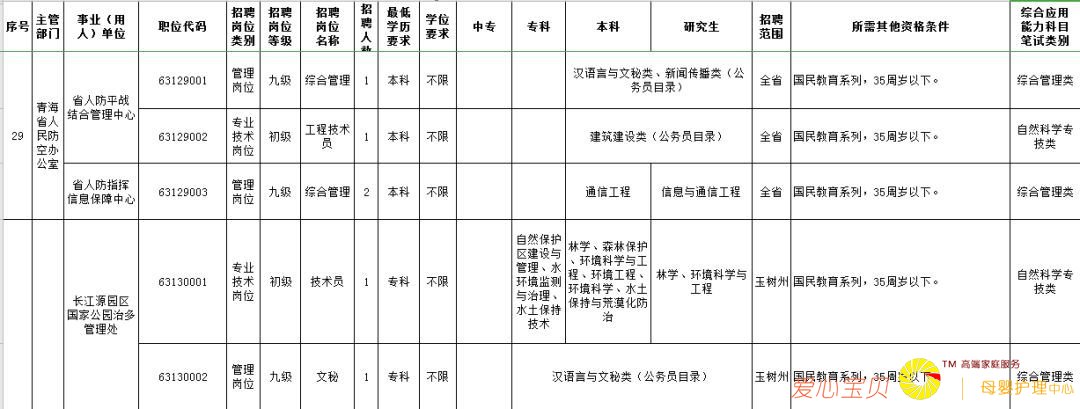 序号
主管
部门
事业（用
人）单位
职位代码
招聘
岗位
类别
招聘
岗位
等级
招聘
岗位
名称
招
聘
人
数
最低
学历
要求
学位
要求
中专
专科
本科
研究生
招聘
范围
所需其他资格条件
综合应用
能力科目
笔试类别
29
青海
省人
民防
空办
公室
省人防平战
结合管理中心
63129001
管理
岗位
九级
综合管理
1
本科
不限
汉语言与文秘类、新闻传播类（公
务员目录）
全省
国民教育系列，35周岁以下。
综合管理类
63129002
专业
技术
岗位
初级
工程技术
员
1
本科
不限
建筑建设类（公务员目录）
全省
国民教育系列，35周岁以下。
自然科学专
技类
省人防指挥
信息保障中心
63129003
管理
岗位
九级
综合管理
2
本科
不限
通信工程
信息与通信工程
全省
国民教育系列，35周岁以下。
综合管理类
长江源园区
国家公园治多
管理处
63130001
专业
技术
岗位
初级
技术员
1
专科
不限
自然保护
区建设与
管理、水
环境监测
与治理、
水土保持
技术
林学、森林保护
、环境科学与工
程、环境工程、
环境科学、水土
保持与荒漠化防
治
林学、环境科学与
工程
玉树州
国民教育系列，35周岁以下。
自然科学专
技类
63130002
管理
岗位
九级
文秘
1
专科
不限
汉语言与文秘类（公务员目录）
玉树州
国民教育系列，35周岁以下
综合管理类
爱心宝贝
TM 高端家庭服务
母婴护理中心